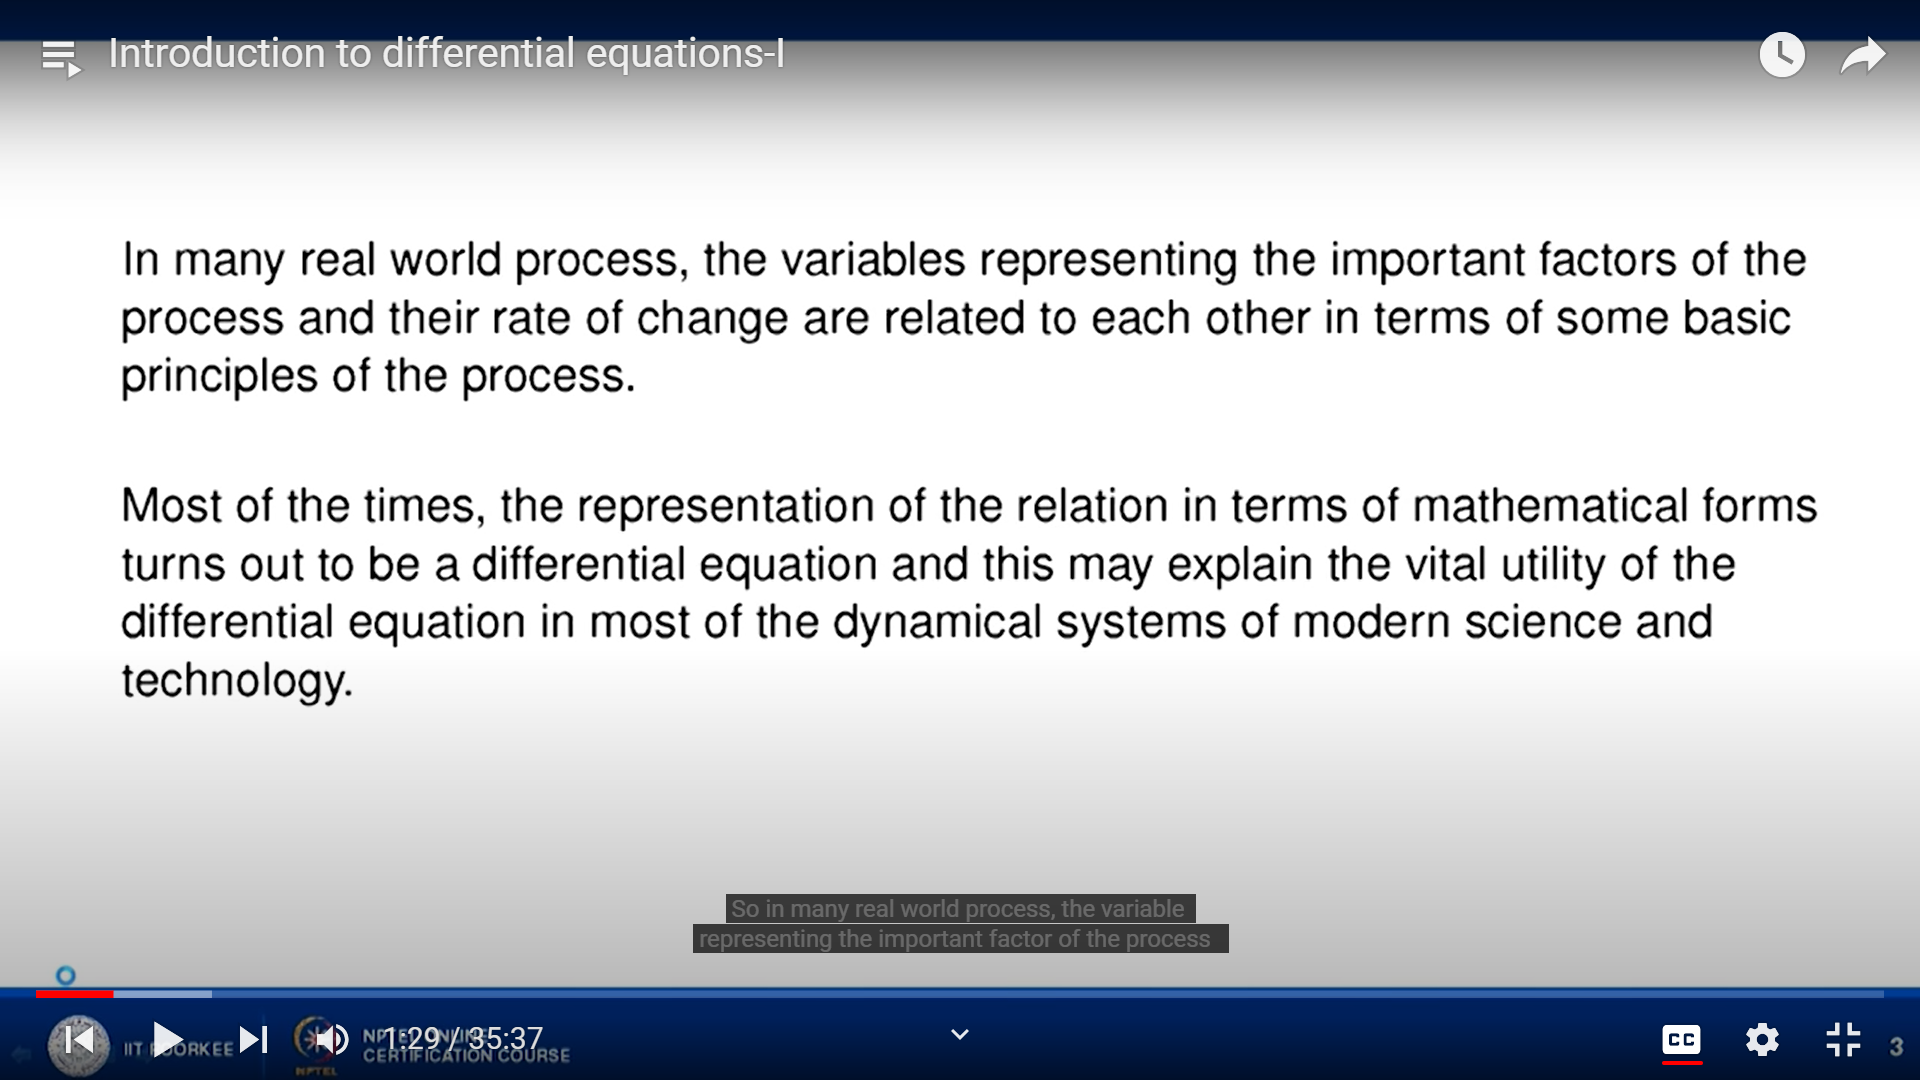 Introduction to differential equations-I
In many real world process, the variables representing the important factors of the
process and their rate of change are related to each other in terms of some basic
principles of the process.
Most of the times, the representation of the relation in terms of mathematical forms
turns out to be a differential equation and this may explain the vital utility of the
differential equation in most of the dynamical systems of modern science and
technology.
So in many real world process, the variable
representing the important factor of the process
IIT ROORKEE
NPTEL
NPTEL ONLINE
CERTIFICATION COURSE
1:29 / 35:37
CC
3